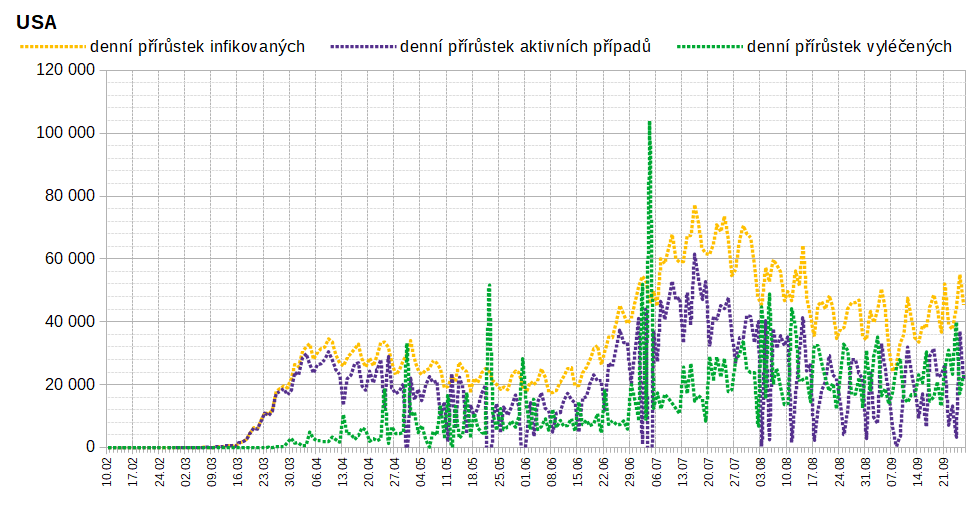 USA
denní přírůstek infikovaných denní přírůstek aktivních případů denní přírůstek vyléčených
120 000
100 000
80 000
60 000
40 000
20 000
0
10.02 17.02 24.02 02.03 09.03 16.03 23.03 30.03 06.04 13.04 20.04 27.04 04.05 11.05 18.05 25.05 01.06 08.06 15.06 22.06 29.06 06.07 13.07 20.07 27.07 03.08 10.08 17.08 24.08 31.08 07.09 14.09 21.09